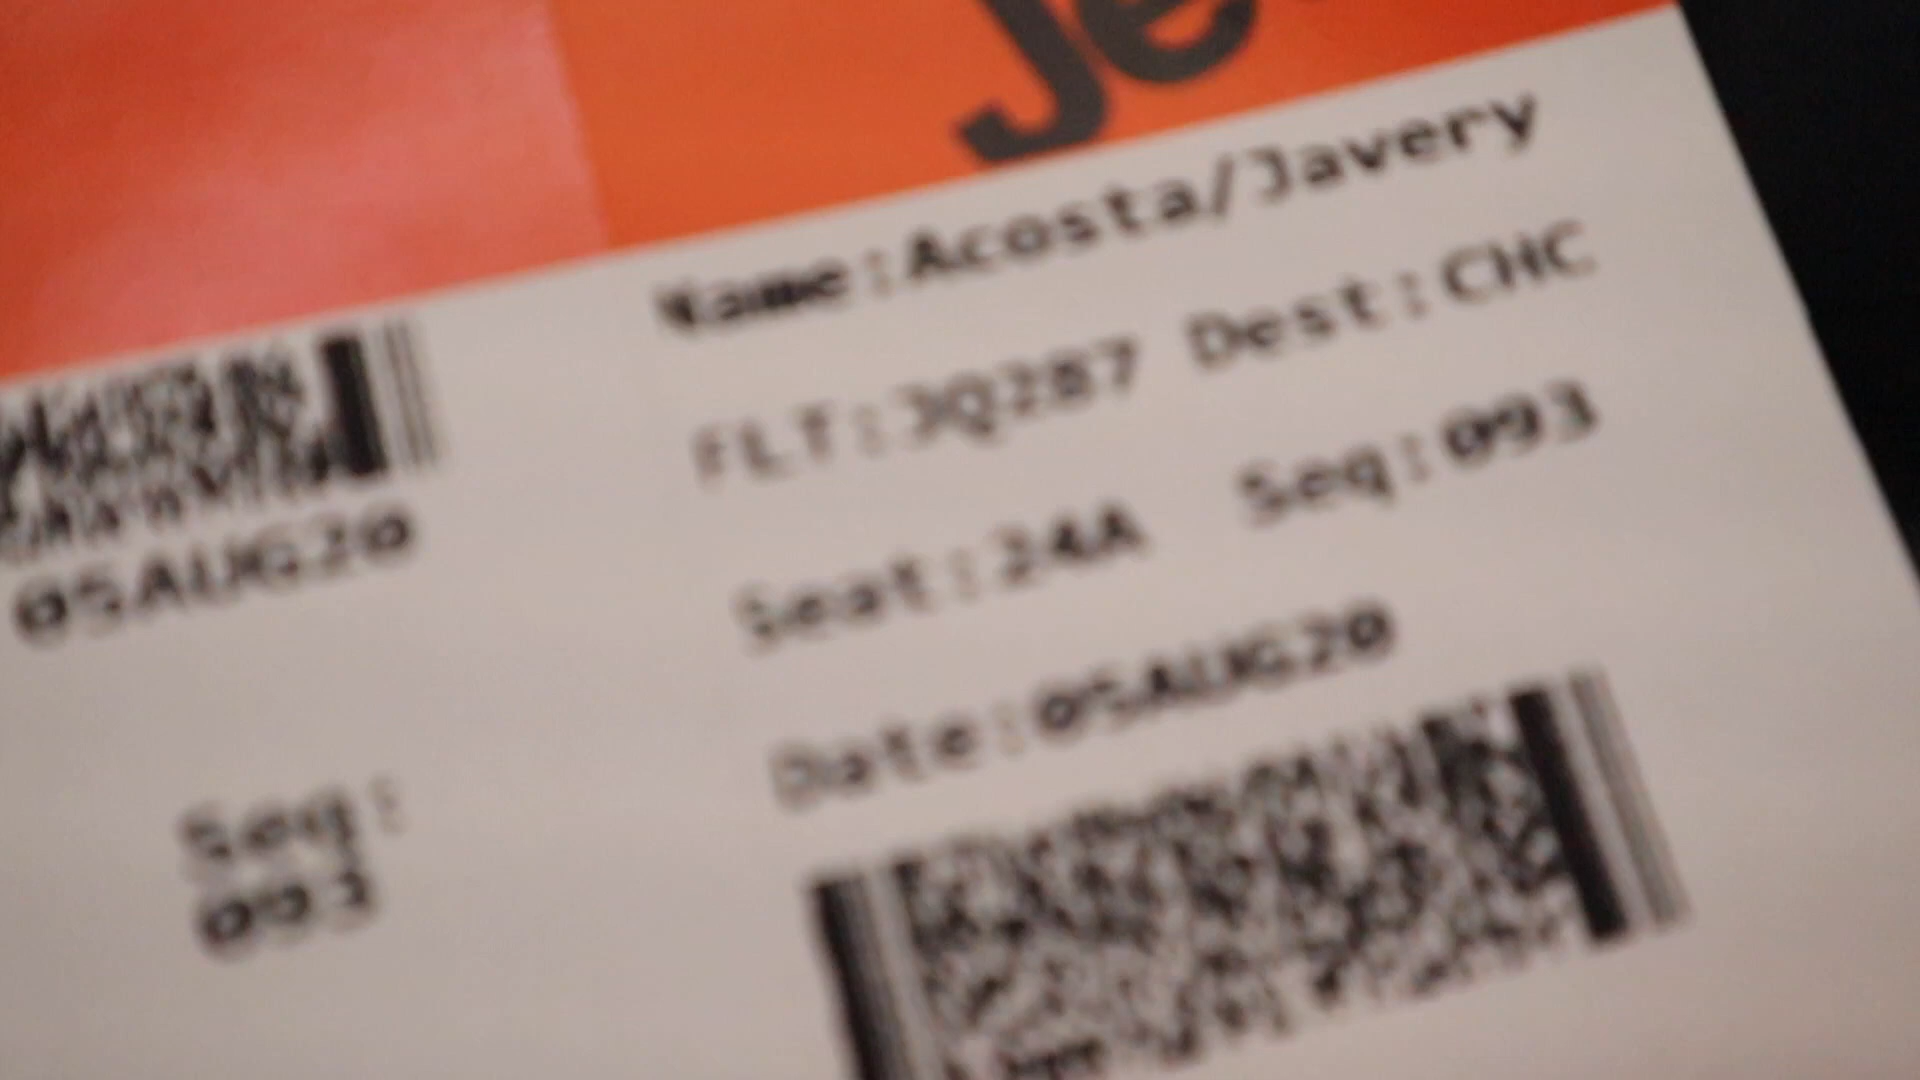 Je
Name:Acosta/Javery
FLT:JQ287 Dest:CHC
Seat:24A Seq:093
Date:05AUG20
05AUG20
Seq:
093